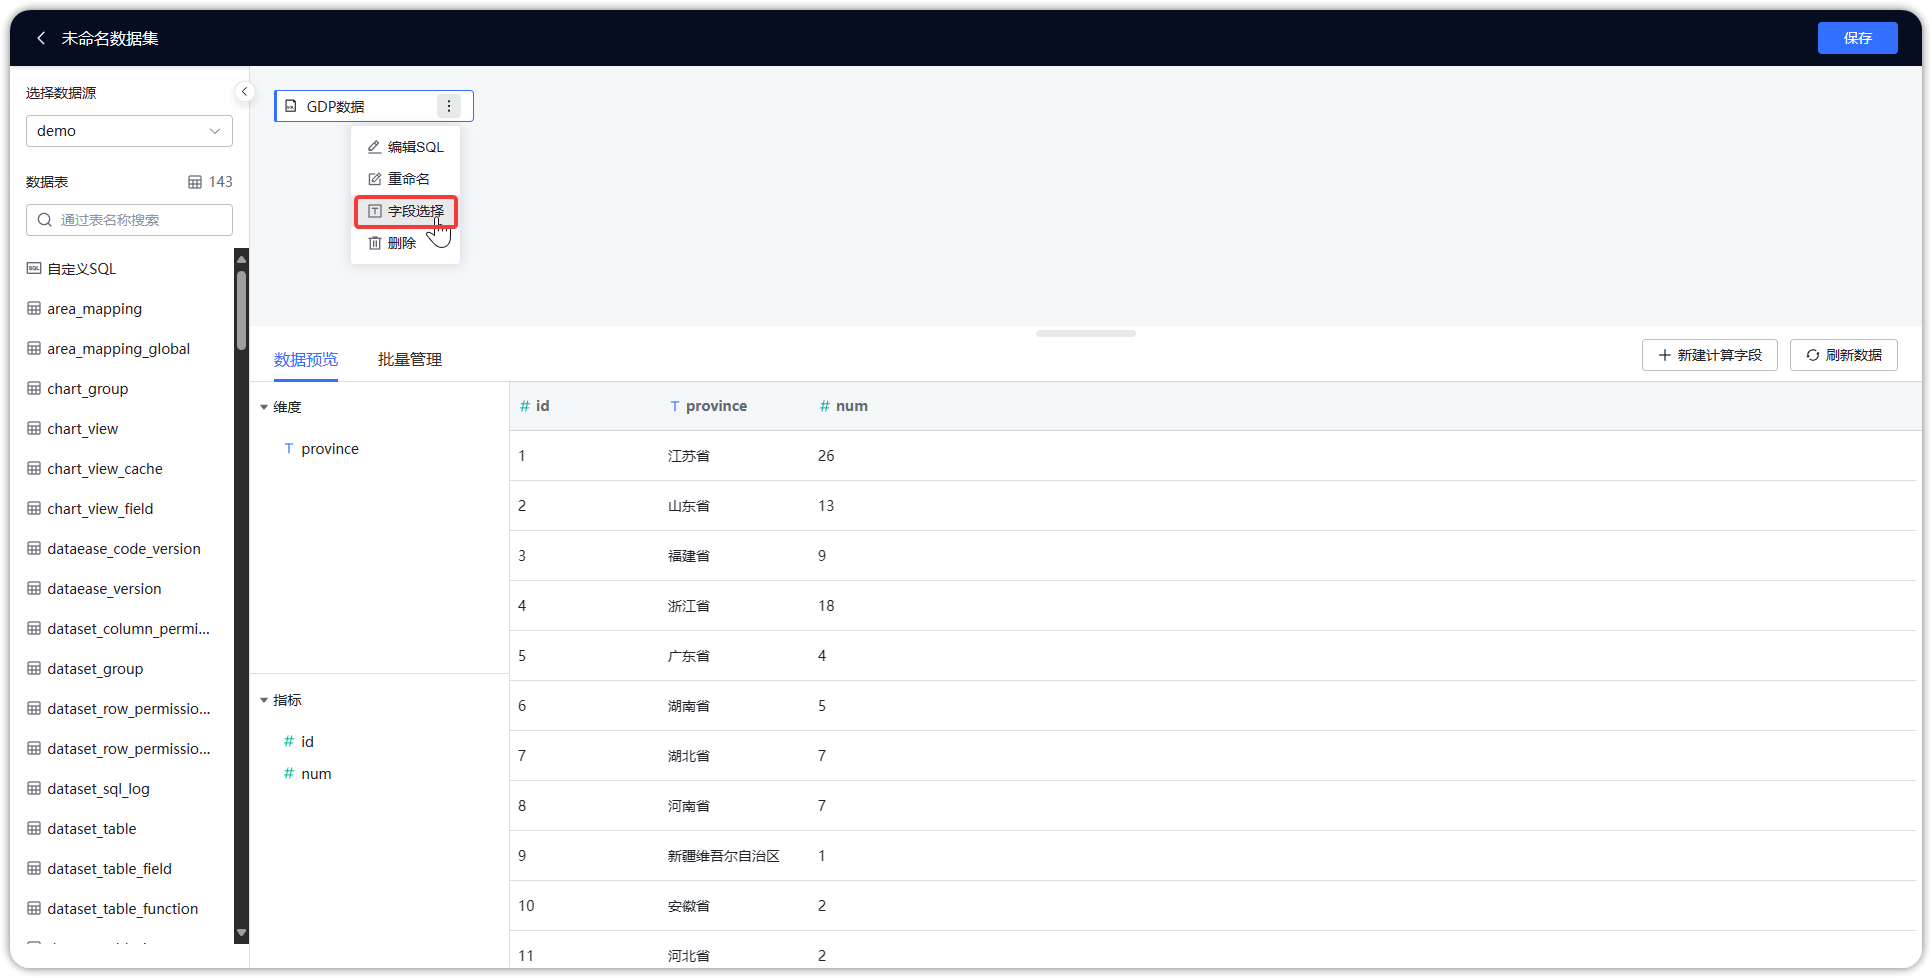 未命名数据集
保存
选择数据源
demo
数据表
143
通过表名称搜索
自定义SQL
area_mapping
area_mapping_global
chart_group
chart_view
chart_view_cache
chart_view_field
dataease_code_version
dataease_version
dataset_column_permi...
dataset_group
dataset_row_permissio...
dataset_row_permissio...
dataset_sql_log
dataset_table
dataset_table_field
dataset_table_function
GDP数据
编辑SQL
重命名
字段选择
删除
数据预览 批量管理
新建计算字段 刷新数据
维度
T province
指标
# id
# num
# id T province # num
1 江苏省 26
2 山东省 13
3 福建省 9
4 浙江省 18
5 广东省 4
6 湖南省 5
7 湖北省 7
8 河南省 7
9 新疆维吾尔自治区 1
10 安徽省 2
11 河北省 2